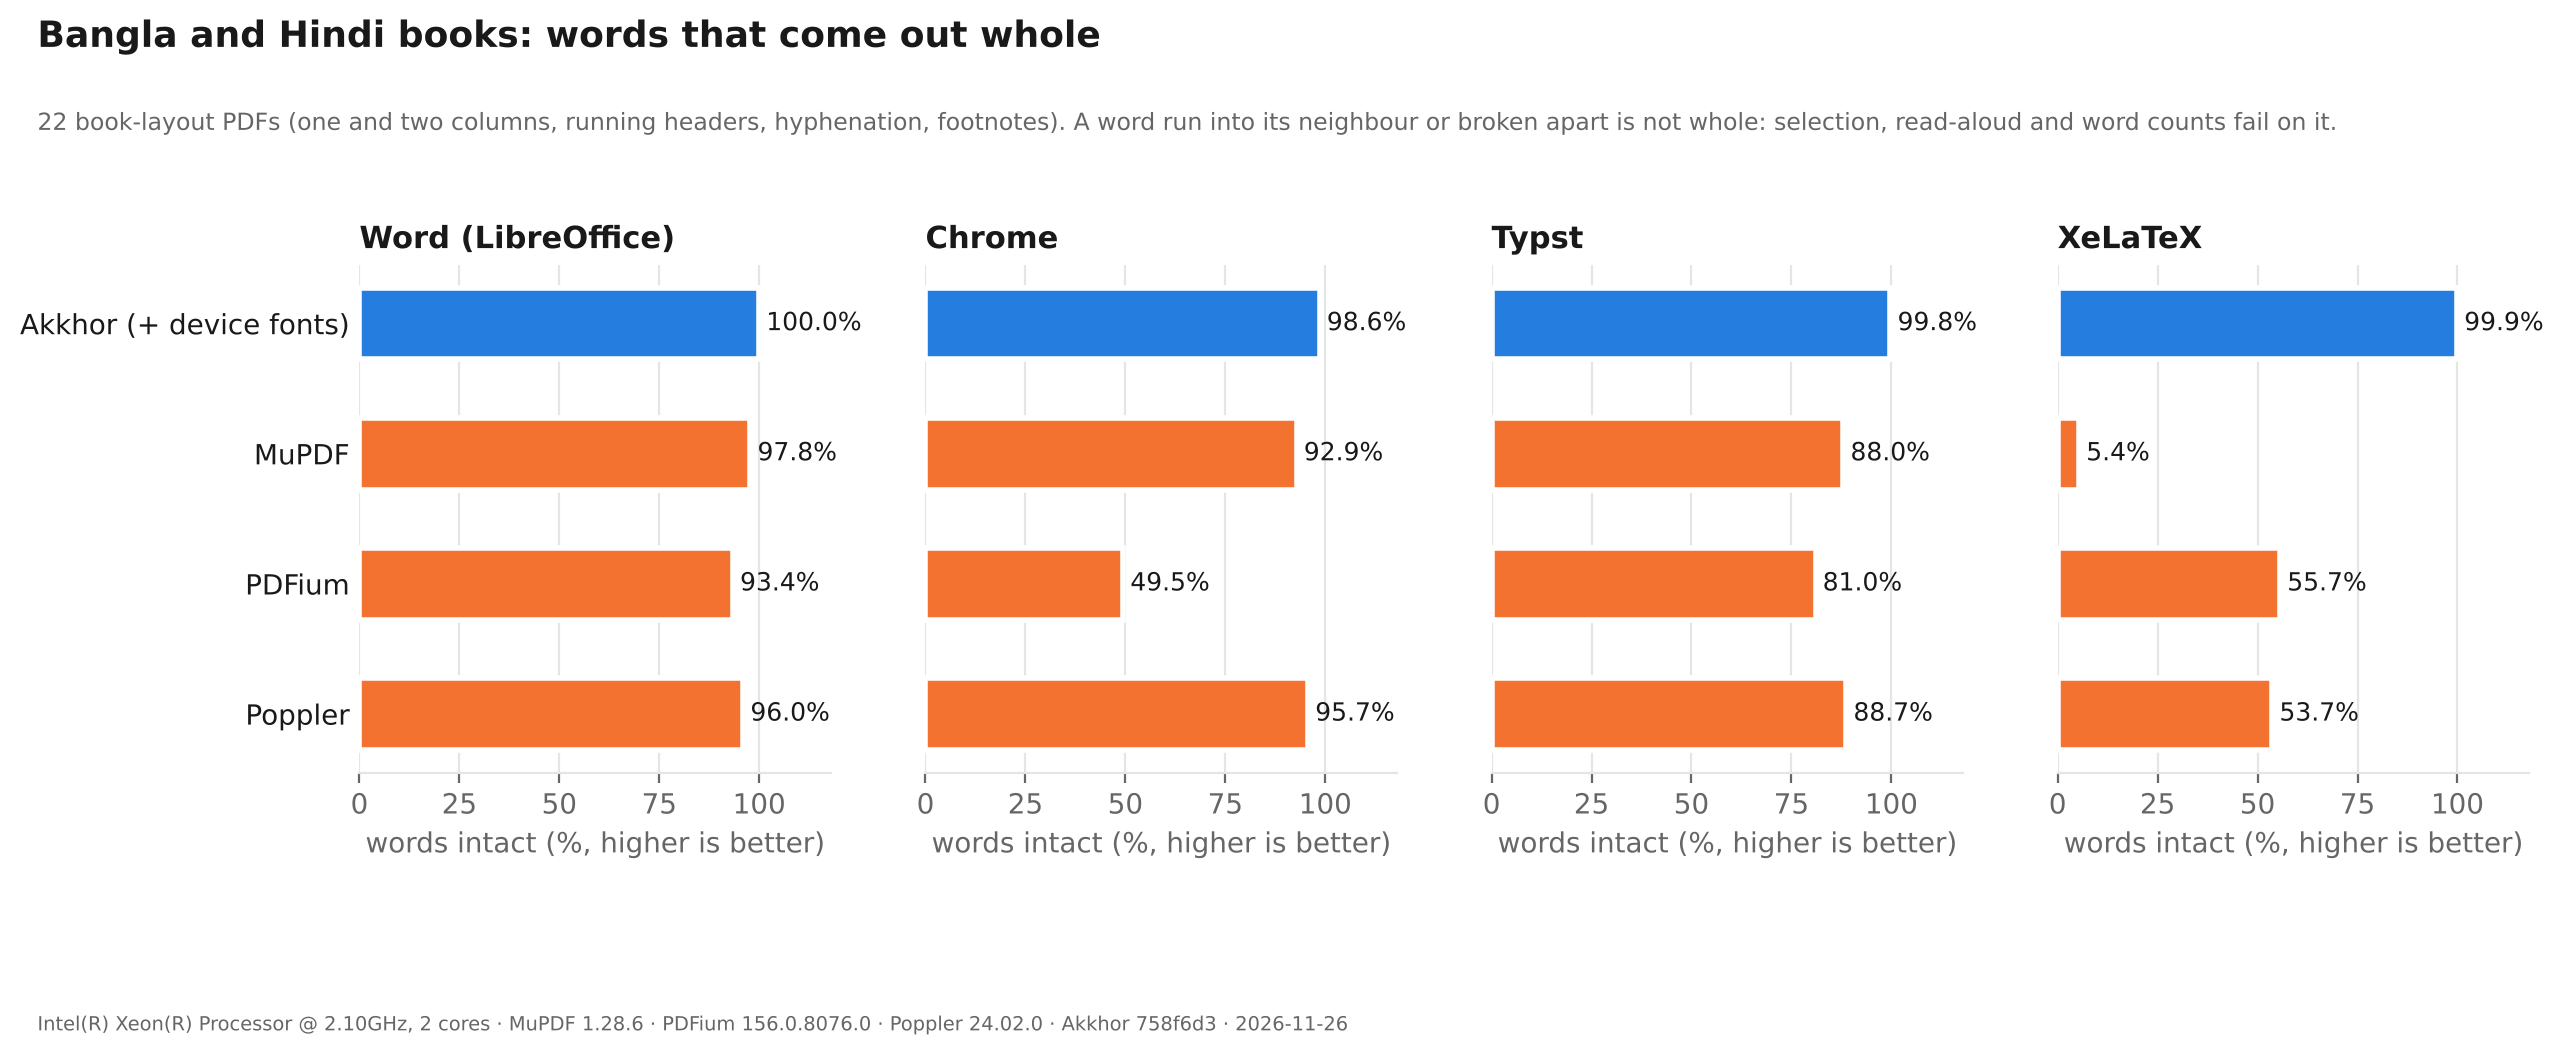 Bangla and Hindi books: words that come out whole
22 book-layout PDFs (one and two columns, running headers, hyphenation, footnotes). A word run into its neighbour or broken apart is not whole: selection, read-aloud and word counts fail on it.
Word (LibreOffice)
Chrome
Typst
XeLaTeX
Akkhor (+ device fonts)
100.0%
98.6%
99.8%
99.9%
MuPDF
97.8%
92.9%
88.0%
5.4%
PDFium
93.4%
49.5%
81.0%
55.7%
Poppler
96.0%
95.7%
88.7%
53.7%
0 25 50 75 100
0 25 50 75 100
0 25 50 75 100
0 25 50 75 100
words intact (%, higher is better)
words intact (%, higher is better)
words intact (%, higher is better)
words intact (%, higher is better)
Intel(R) Xeon(R) Processor @ 2.10GHz, 2 cores · MuPDF 1.28.6 · PDFium 156.0.8076.0 · Poppler 24.02.0 · Akkhor 758f6d3 · 2026-11-26